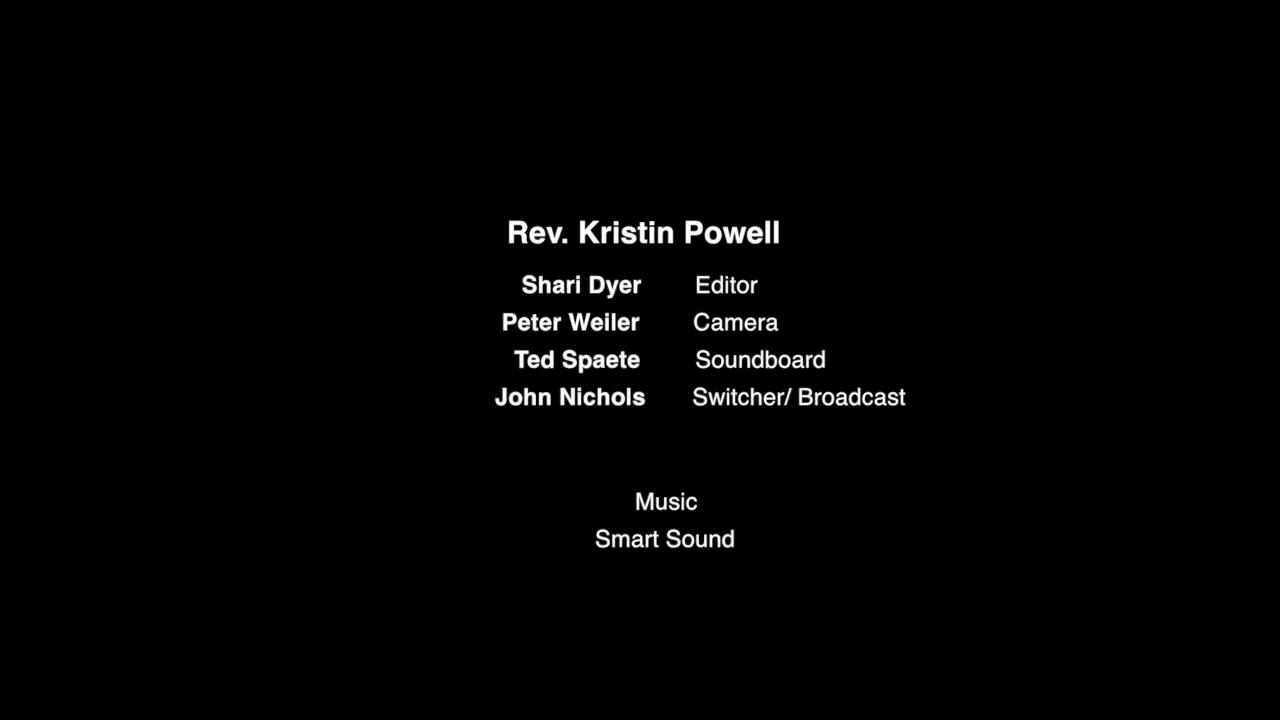 Rev. Kristin Powell
Shari Dyer Editor
Peter Weiler Camera
Ted Spaete Soundboard
John Nichols Switcher/ Broadcast
Music
Smart Sound